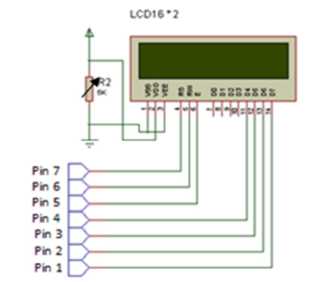 LCD16*2
R2
5K
VSS VDD VEE RS RW E D0 D1 D2 D3 D4 D5 D6 D7
Pin 7
Pin 6
Pin 5
Pin 4
Pin 3
Pin 2
Pin 1